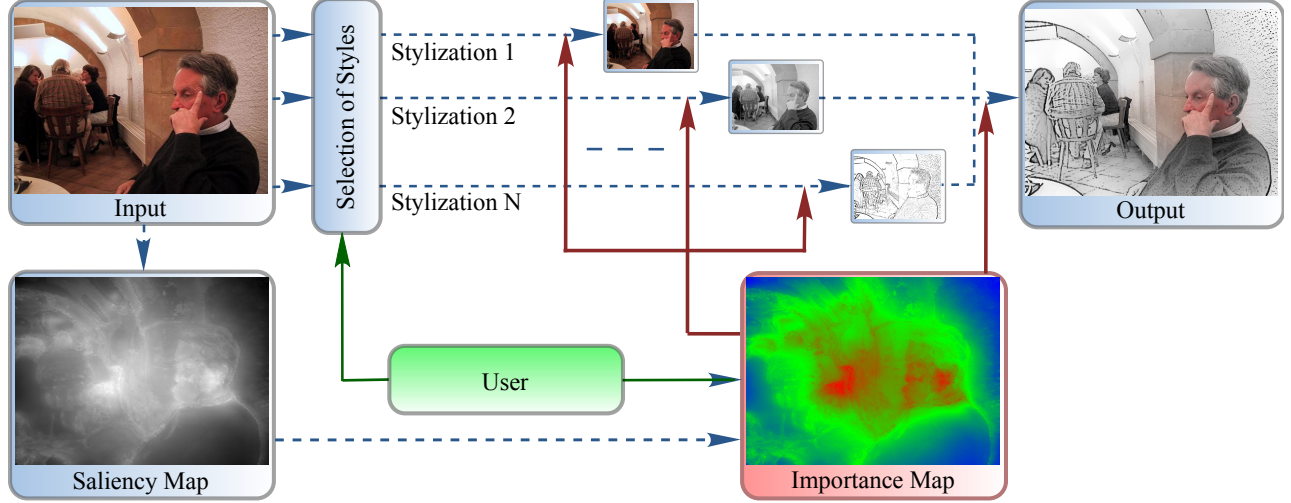 Input
Selection of Styles
Stylization 1
Stylization 2
Stylization N
Output
Saliency Map
User
Importance Map